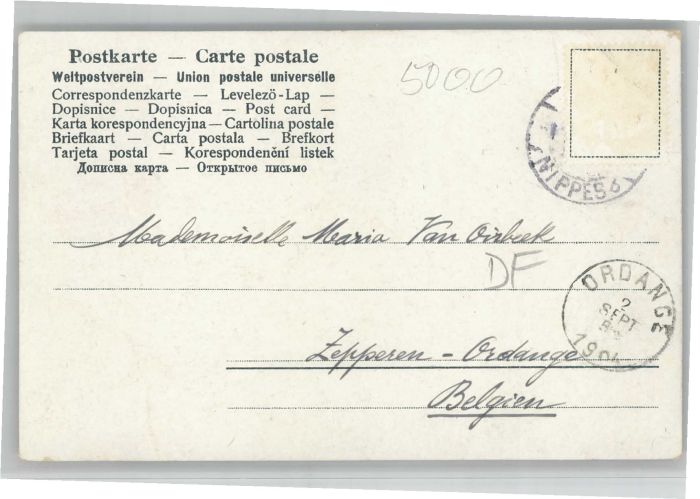 Postkarte — Carte postale
Weltpostverein — Union postale universelle
Correspondenzkarte — Levelező-Lap —
Dopisnice — Dopisnica — Post card —
Karta korespondencyjna — Cartolina postale
Briefkaart — Carta postala — Brefkort
Tarjeta postal — Korespondenční listek
Дописна карта — Открытое письмо
5000
NIPPES 6
Mademoiselle Maria Van Oirbeek
DF
ORDANGE
2
SEPT
Zepperen - Ordange
Belgien